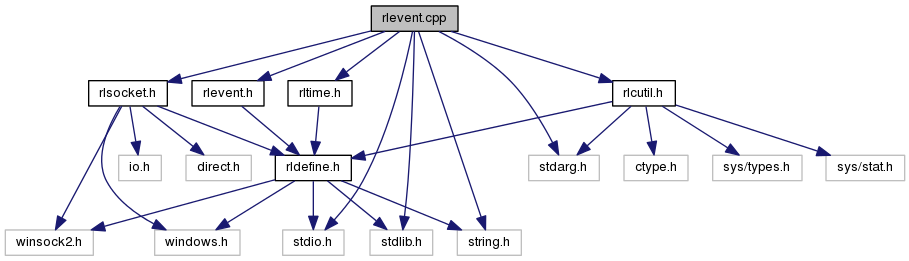 rlevent.cpp
rlsocket.h
rlevent.h
rltime.h
rlcutil.h
io.h
direct.h
rldefine.h
stdarg.h
ctype.h
sys/types.h
sys/stat.h
winsock2.h
windows.h
stdio.h
stdlib.h
string.h